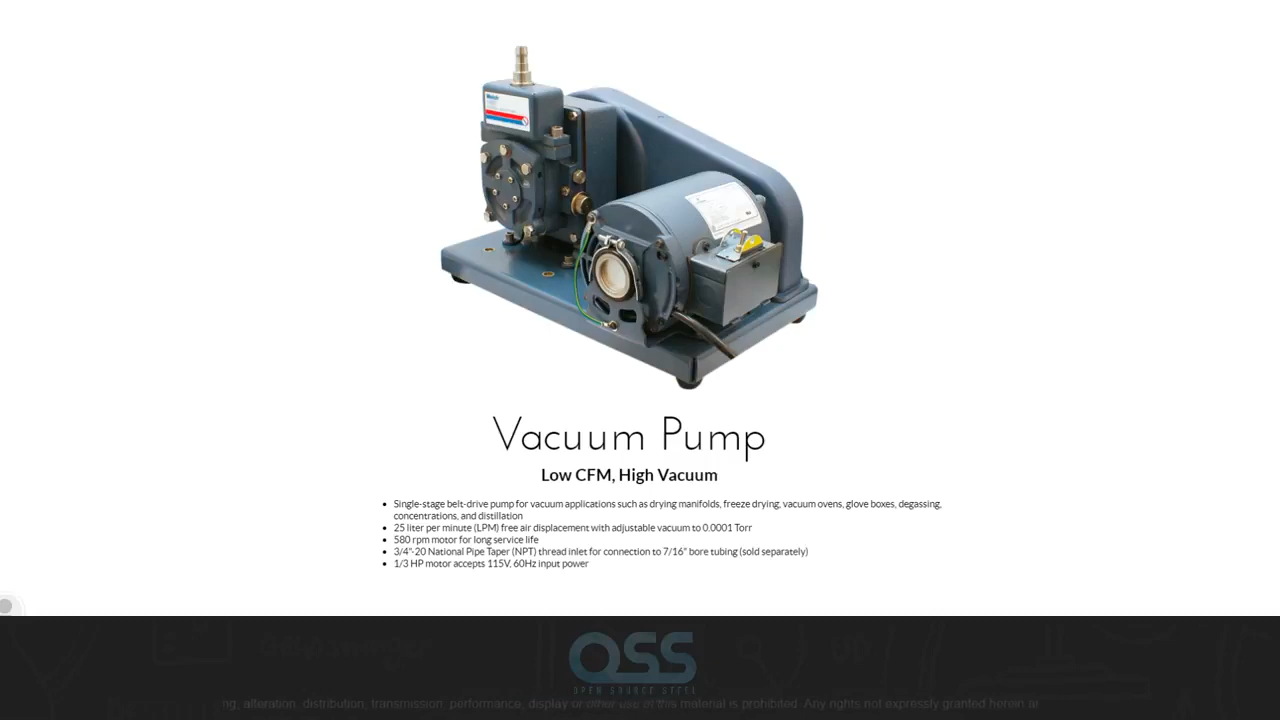 Welch
Vacuum Pump
Low CFM, High Vacuum
• Single-stage belt-drive pump for vacuum applications such as drying manifolds, freeze drying, vacuum ovens, glove boxes, degassing,
concentrations, and distillation
• 25 liter per minute (LPM) free air displacement with adjustable vacuum to 0.0001 Torr
• 580 rpm motor for long service life
• 3/4"-20 National Pipe Taper (NPT) thread inlet for connection to 7/16" bore tubing (sold separately)
• 1/3 HP motor accepts 115V, 60Hz input power
OSS
OPEN SOURCE STEEL
ng, alteration, distribution, transmission, performance, display or other use of this material is prohibited. Any rights not expressly granted herein ar